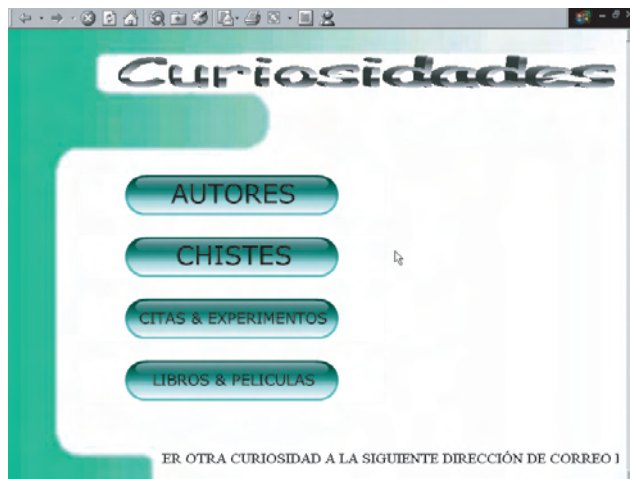 Curiosidades
AUTORES
CHISTES
CITAS & EXPERIMENTOS
LIBROS & PELICULAS
ER OTRA CURIOSIDAD A LA SIGUIENTE DIRECCIÓN DE CORREO